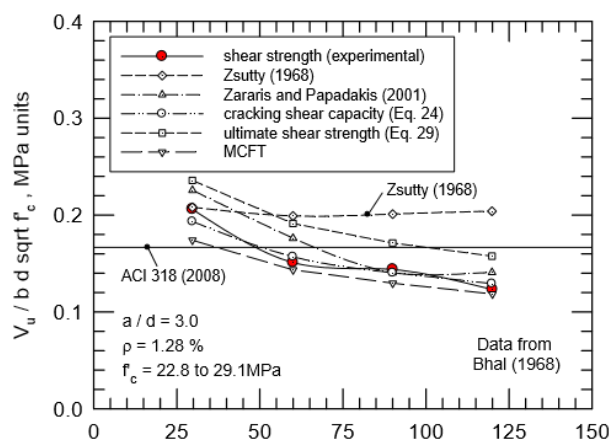 0.4
0.3
0.2
0.1
0.0
V_u / b d sqrt f'_c , MPa units
shear strength (experimental)
Zsutty (1968)
Zararis and Papadakis (2001)
cracking shear capacity (Eq. 24)
ultimate shear strength (Eq. 29)
MCFT
Zsutty (1968)
ACI 318 (2008)
a / d = 3.0
ρ = 1.28 %
f'_c = 22.8 to 29.1MPa
Data from
Bhal (1968)
0 25 50 75 100 125 150